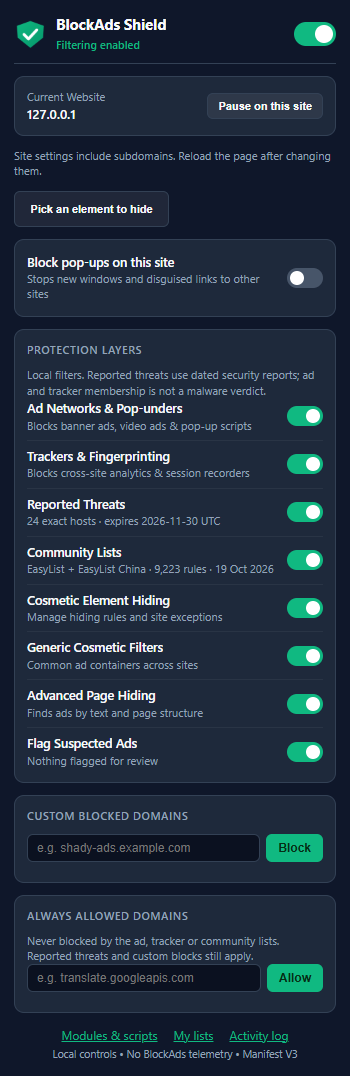 BlockAds Shield
Filtering enabled
Current Website
127.0.0.1
Pause on this site
Site settings include subdomains. Reload the page after changing
them.
Pick an element to hide
Block pop-ups on this site
Stops new windows and disguised links to other
sites
PROTECTION LAYERS
Local filters. Reported threats use dated security reports; ad
and tracker membership is not a malware verdict.
Ad Networks & Pop-unders
Blocks banner ads, video ads & pop-up scripts
Trackers & Fingerprinting
Blocks cross-site analytics & session recorders
Reported Threats
24 exact hosts · expires 2026-11-30 UTC
Community Lists
EasyList + EasyList China · 9,223 rules · 19 Oct 2026
Cosmetic Element Hiding
Manage hiding rules and site exceptions
Generic Cosmetic Filters
Common ad containers across sites
Advanced Page Hiding
Finds ads by text and page structure
Flag Suspected Ads
Nothing flagged for review
CUSTOM BLOCKED DOMAINS
e.g. shady-ads.example.com
Block
ALWAYS ALLOWED DOMAINS
Never blocked by the ad, tracker or community lists.
Reported threats and custom blocks still apply.
e.g. translate.googleapis.com
Allow
Modules & scripts My lists Activity log
Local controls • No BlockAds telemetry • Manifest V3